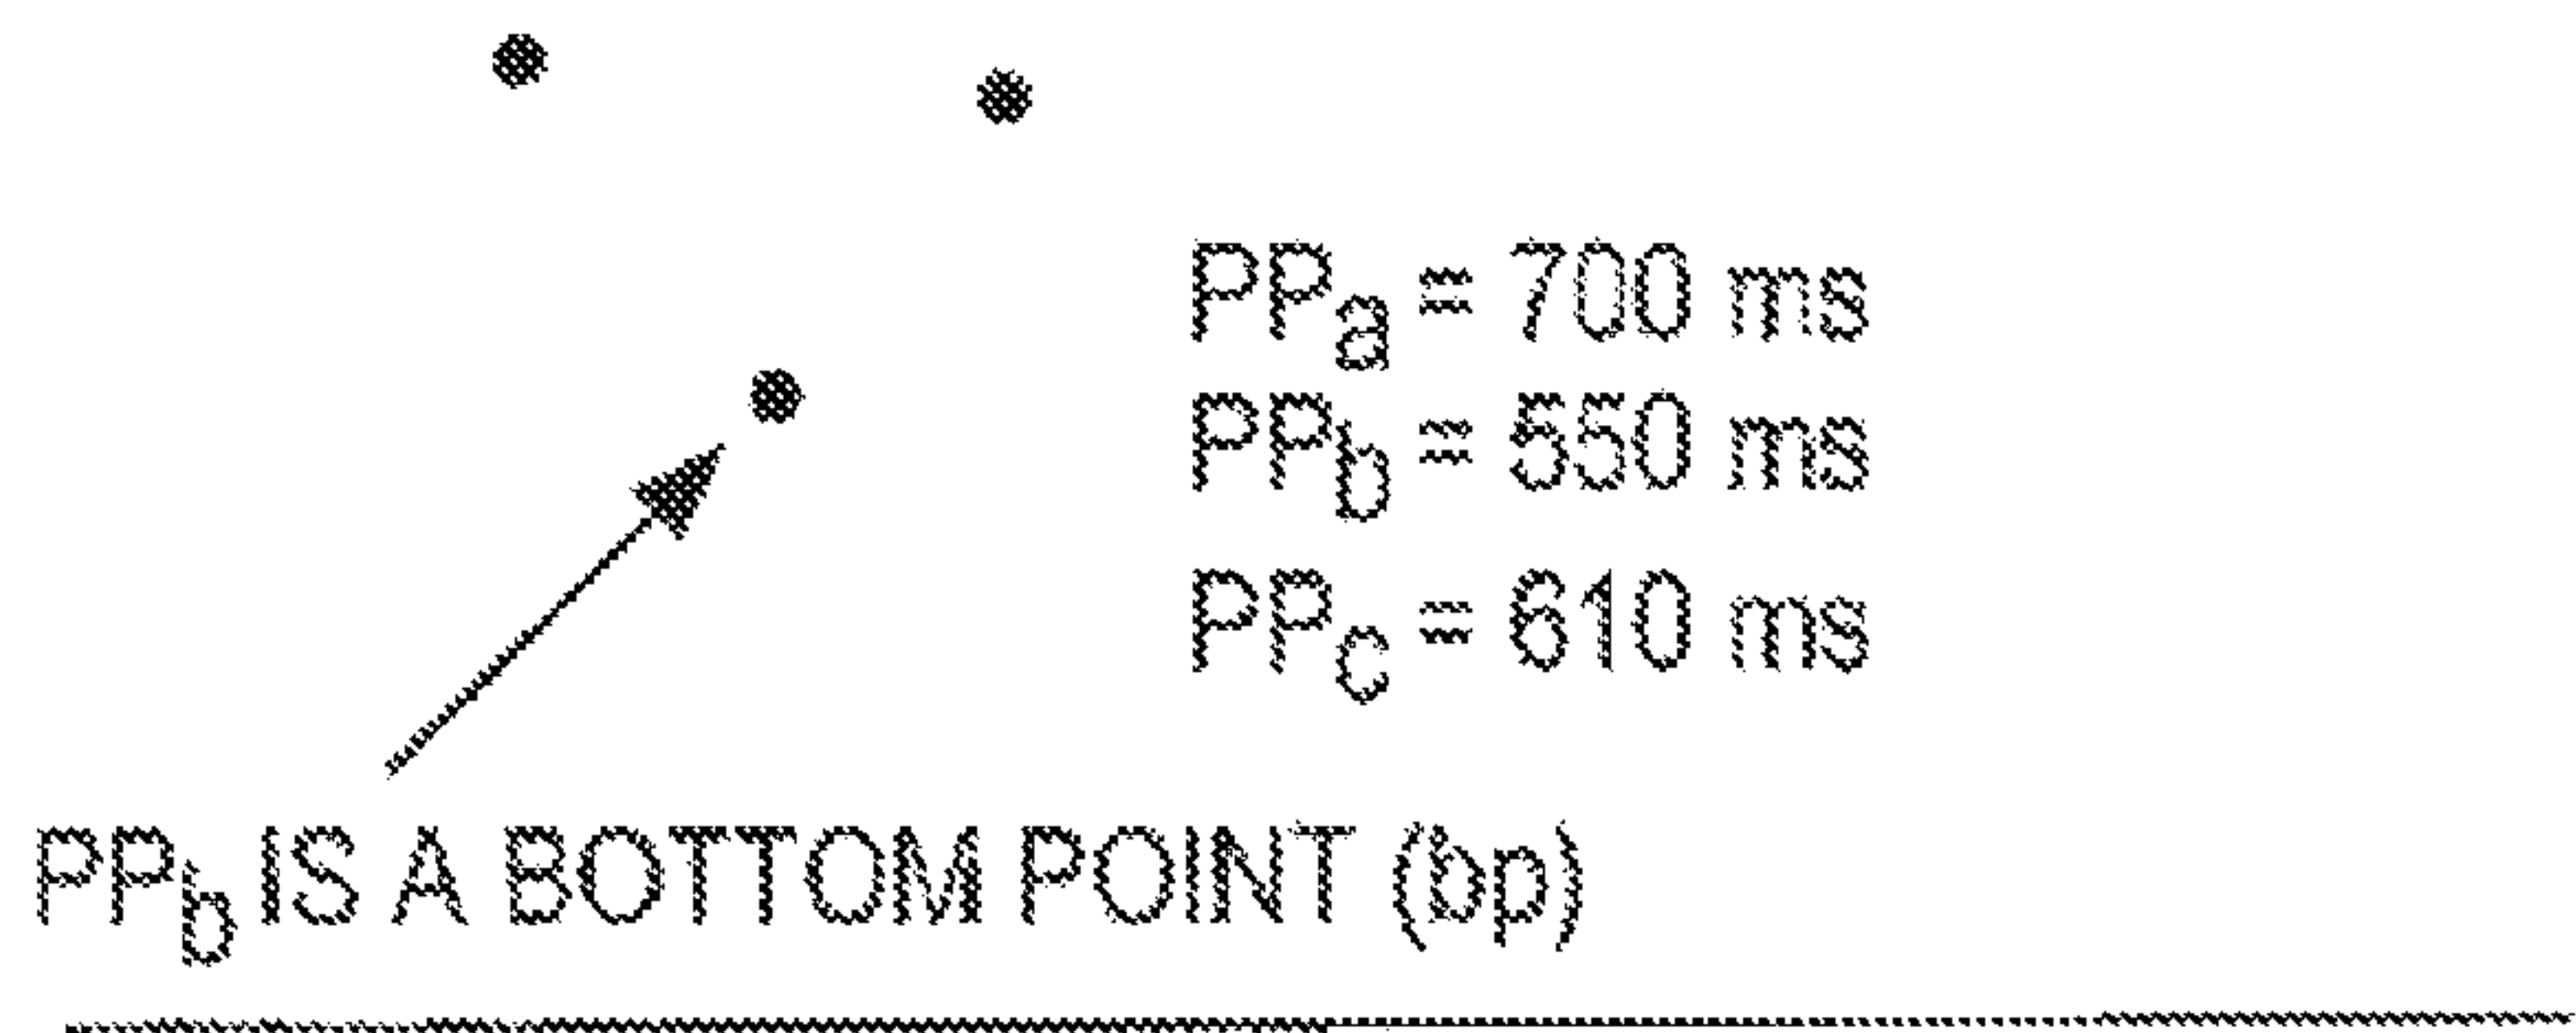 PPa = 700 ms
PPb = 550 ms
PPc = 610 ms
PPb IS A BOTTOM POINT (bp)